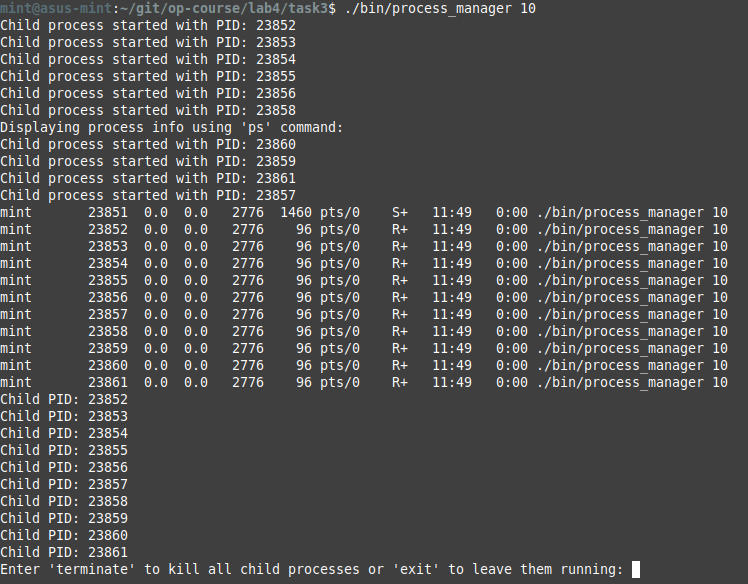 mint@asus-mint:~/git/op-course/lab4/task3$ ./bin/process_manager 10
Child process started with PID: 23852
Child process started with PID: 23853
Child process started with PID: 23854
Child process started with PID: 23855
Child process started with PID: 23856
Child process started with PID: 23858
Displaying process info using 'ps' command:
Child process started with PID: 23860
Child process started with PID: 23859
Child process started with PID: 23861
Child process started with PID: 23857
mint       23851  0.0  0.0   2776  1460 pts/0    S+   11:49   0:00 ./bin/process_manager 10
mint       23852  0.0  0.0   2776    96 pts/0    R+   11:49   0:00 ./bin/process_manager 10
mint       23853  0.0  0.0   2776    96 pts/0    R+   11:49   0:00 ./bin/process_manager 10
mint       23854  0.0  0.0   2776    96 pts/0    R+   11:49   0:00 ./bin/process_manager 10
mint       23855  0.0  0.0   2776    96 pts/0    R+   11:49   0:00 ./bin/process_manager 10
mint       23856  0.0  0.0   2776    96 pts/0    R+   11:49   0:00 ./bin/process_manager 10
mint       23857  0.0  0.0   2776    96 pts/0    R+   11:49   0:00 ./bin/process_manager 10
mint       23858  0.0  0.0   2776    96 pts/0    R+   11:49   0:00 ./bin/process_manager 10
mint       23859  0.0  0.0   2776    96 pts/0    R+   11:49   0:00 ./bin/process_manager 10
mint       23860  0.0  0.0   2776    96 pts/0    R+   11:49   0:00 ./bin/process_manager 10
mint       23861  0.0  0.0   2776    96 pts/0    R+   11:49   0:00 ./bin/process_manager 10
Child PID: 23852
Child PID: 23853
Child PID: 23854
Child PID: 23855
Child PID: 23856
Child PID: 23857
Child PID: 23858
Child PID: 23859
Child PID: 23860
Child PID: 23861
Enter 'terminate' to kill all child processes or 'exit' to leave them running: